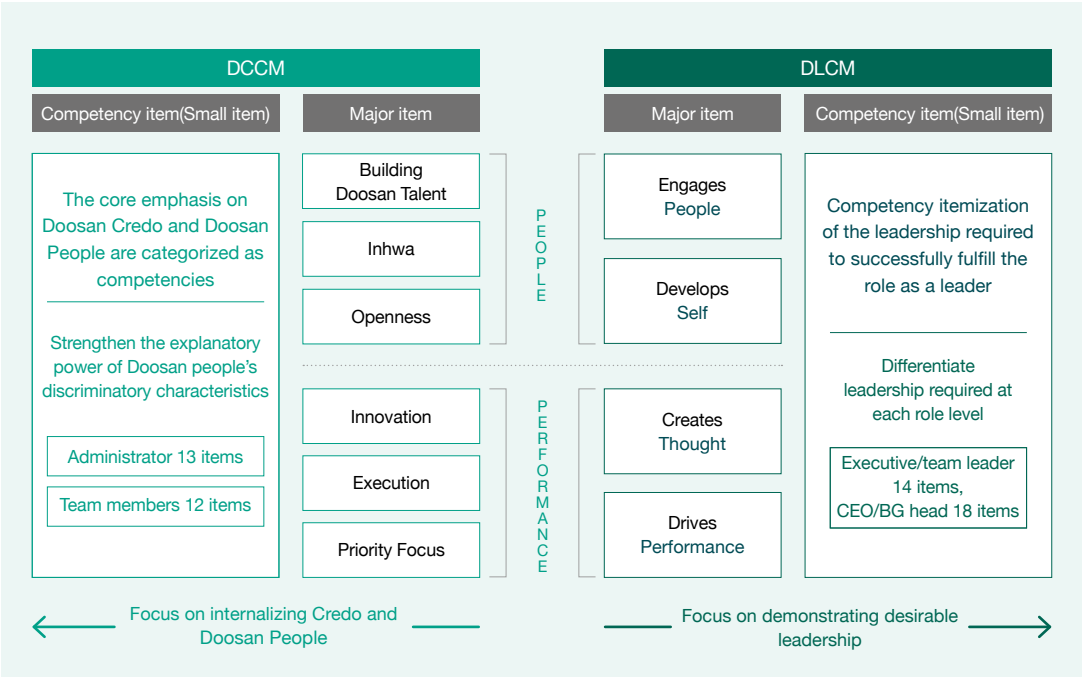 DCCM
Competency item(Small item)
Major item
The core emphasis on
Doosan Credo and Doosan
People are categorized as
competencies
Strengthen the explanatory
power of Doosan people's
discriminatory characteristics
Administrator 13 items
Team members 12 items
Building
Doosan Talent
Inhwa
Openness
Innovation
Execution
Priority Focus
Focus on internalizing Credo and
Doosan People
PEOPLE
PERFORMANCE
DLCM
Major item
Competency item(Small item)
Engages
People
Develops
Self
Creates
Thought
Drives
Performance
Competency itemization
of the leadership required
to successfully fulfill the
role as a leader
Differentiate
leadership required at
each role level
Executive/team leader
14 items,
CEO/BG head 18 items
Focus on demonstrating desirable
leadership